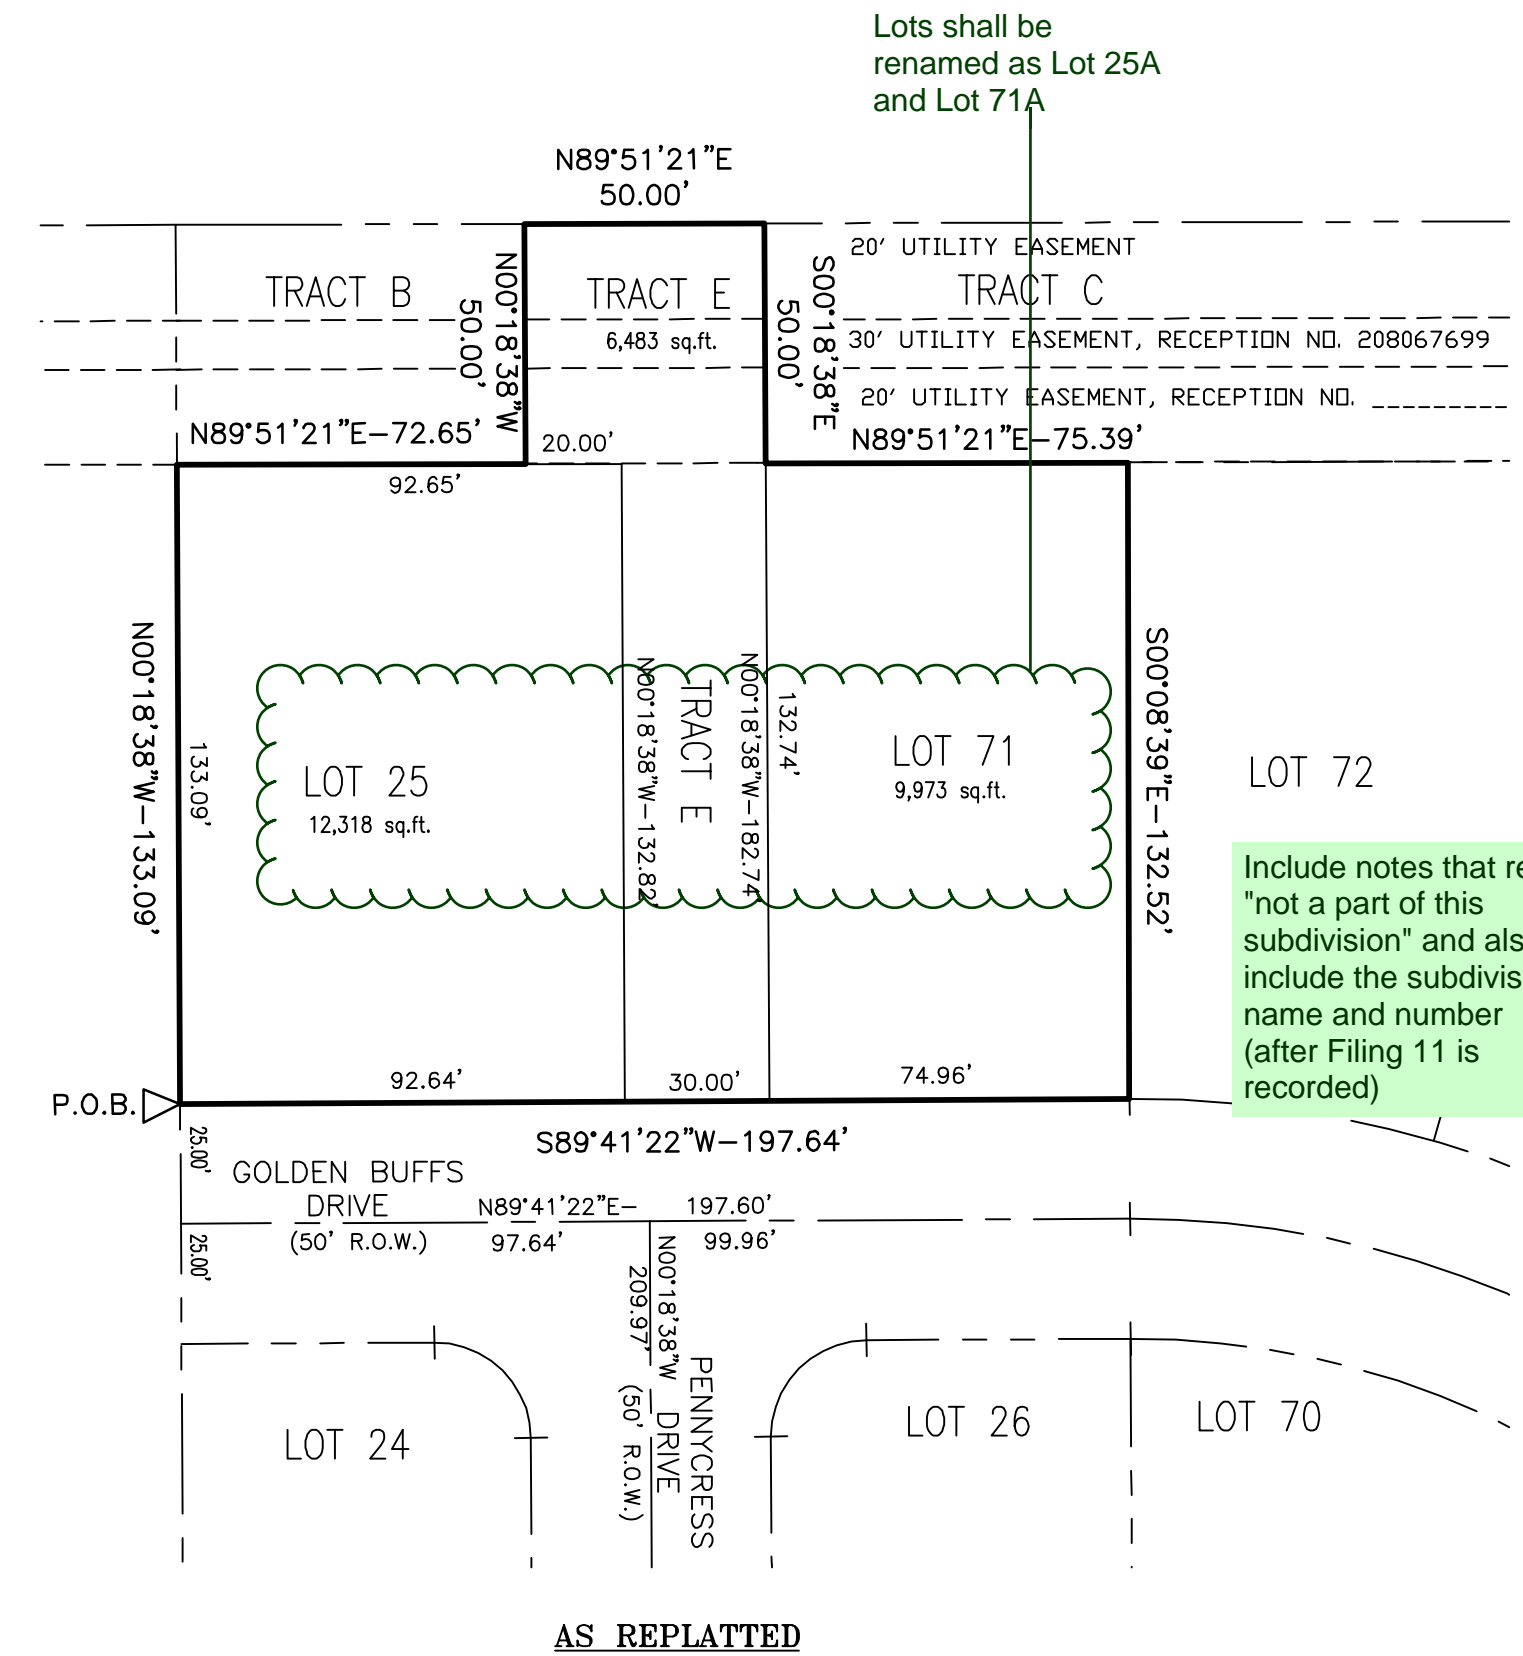 Lots shall be
renamed as Lot 25A
and Lot 71A
N89°51'21"E
50.00'
20' UTILITY EASEMENT
TRACT B
N00°18'38"W
50.00'
TRACT E
6,483 sq.ft.
S00°18'38"E
50.00'
TRACT C
30' UTILITY EASEMENT, RECEPTION NO. 208067699
20' UTILITY EASEMENT, RECEPTION NO. _________
N89°51'21"E-72.65'
20.00'
N89°51'21"E-75.39'
92.65'
N00°18'38"W-133.09'
133.09'
LOT 25
12,318 sq.ft.
N00°18'38"W-132.82'
TRACT E
N00°18'38"W-182.74'
132.74'
LOT 71
9,973 sq.ft.
S00°08'39"E-132.52'
LOT 72
Include notes that
"not a part of this
subdivision" and
include the
name and number
(after Filing 11 is
recorded)
92.64'
30.00'
74.96'
P.O.B.
S89°41'22"W-197.64'
25.00'
GOLDEN BUFFS
DRIVE
(50' R.O.W.)
N89°41'22"E-
197.60'
25.00'
97.64'
99.96'
N00°18'38"W
209.97'
PENNYCRESS
DRIVE
(50' R.O.W.)
LOT 24
LOT 26
LOT 70
AS REPLATTED